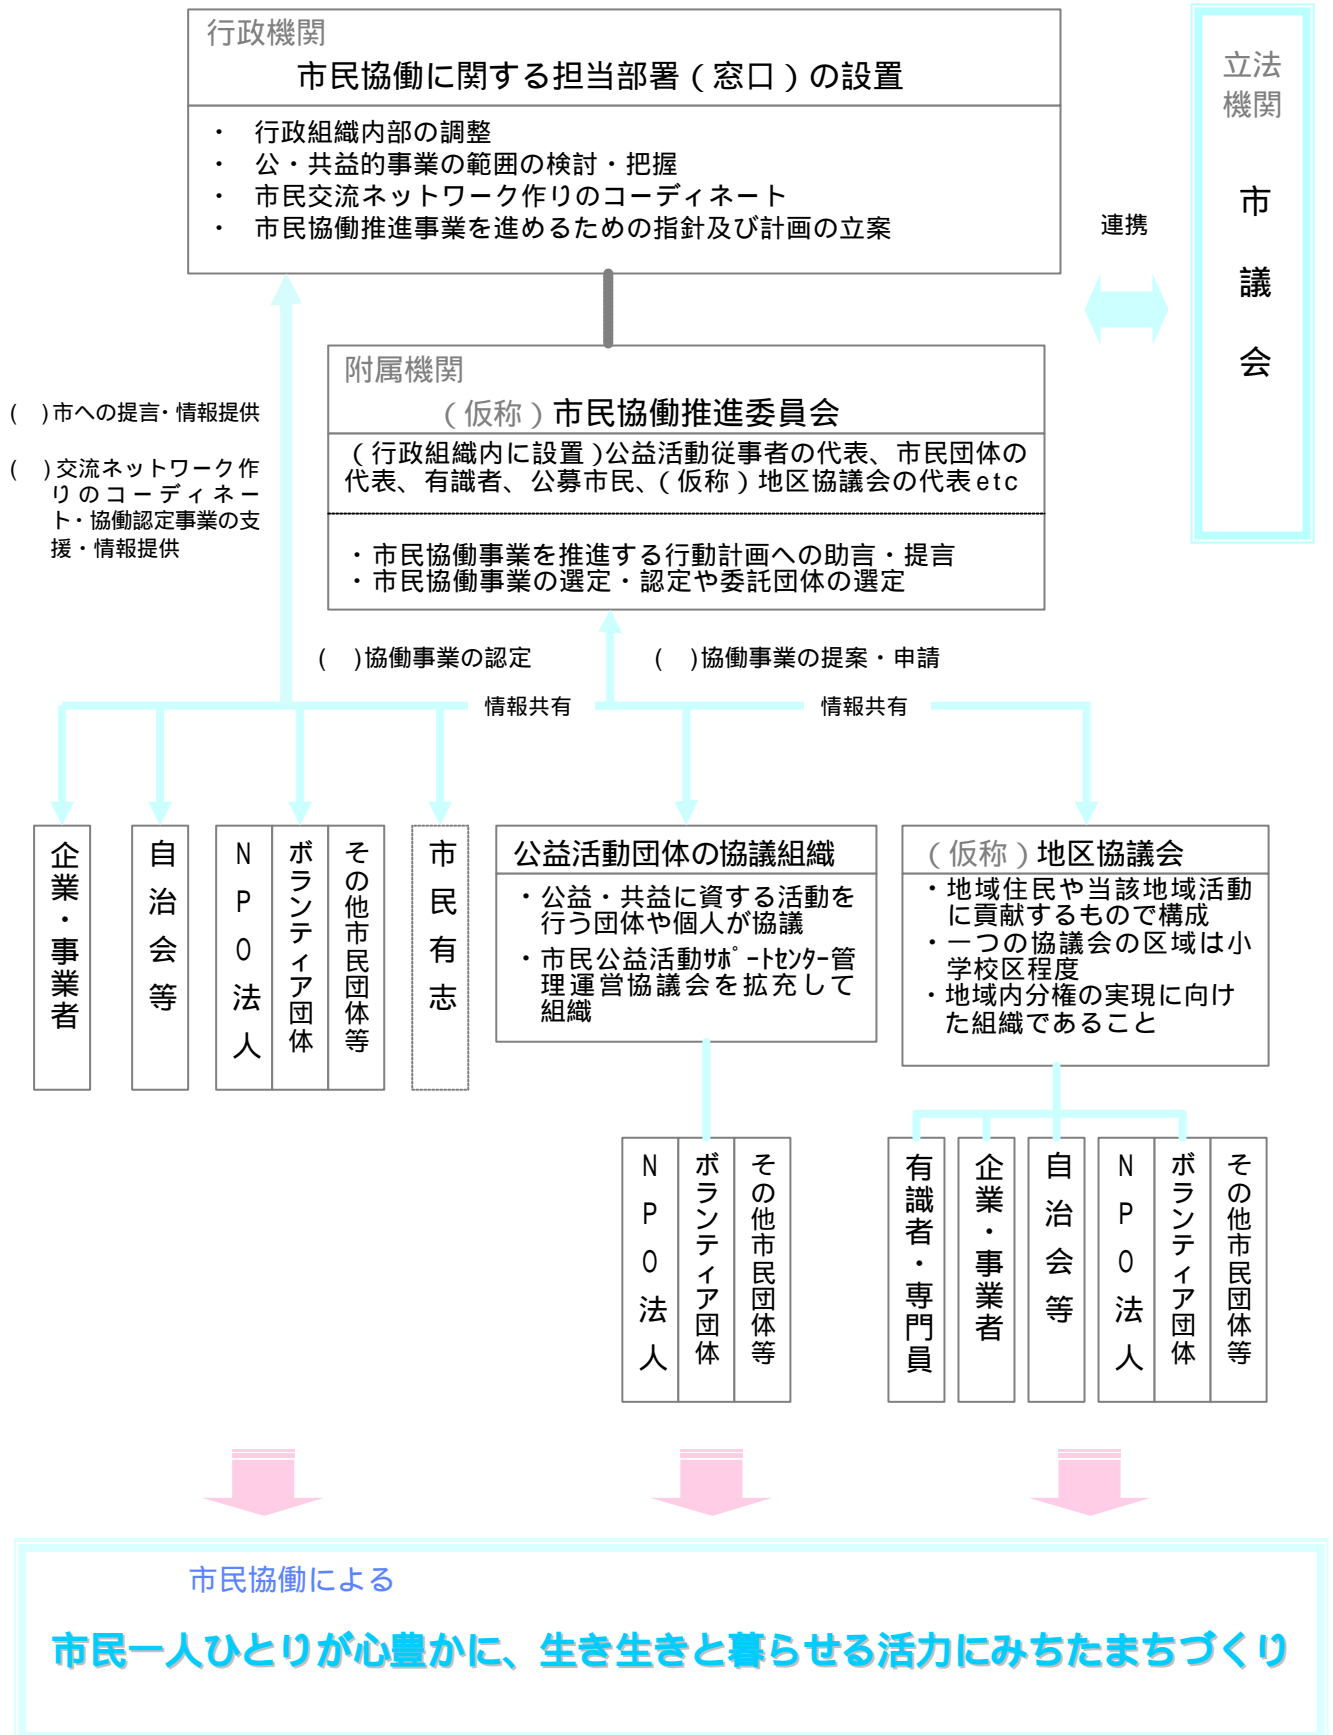 行政機関
市民協働に関する担当部署(窓口)の設置
・ 行政組織内部の調整
・ 公・共益的事業の範囲の検討・把握
・ 市民交流ネットワーク作りのコーディネート
・ 市民協働推進事業を進めるための指針及び計画の立案
連携
立法
機関
市議会
附属機関
(仮称)市民協働推進委員会
(行政組織内に設置)公益活動従事者の代表、市民団体の
代表、有識者、公募市民、(仮称)地区協議会の代表etc
・市民協働事業を推進する行動計画への助言・提言
・市民協働事業の選定・認定や委託団体の選定
( )市への提言・情報提供
( )交流ネットワーク作
りのコーディネー
ト・協働認定事業の支
援・情報提供
( )協働事業の認定
( )協働事業の提案・申請
情報共有
情報共有
企業・事業者
自治会等
NPO法人
ボランティア団体
その他市民団体等
市民有志
公益活動団体の協議組織
・公益・共益に資する活動を
行う団体や個人が協議
・市民公益活動ｻﾎﾟｰﾄｾﾝﾀｰ管
理運営協議会を拡充して
組織
(仮称)地区協議会
・地域住民や当該地域活動
に貢献するもので構成
・一つの協議会の区域は小
学校区程度
・地域内分権の実現に向け
た組織であること
NPO法人
ボランティア団体
その他市民団体等
有識者・専門員
企業・事業者
自治会等
NPO法人
ボランティア団体
その他市民団体等
市民協働による
市民一人ひとりが心豊かに、生き生きと暮らせる活力にみちたまちづくり